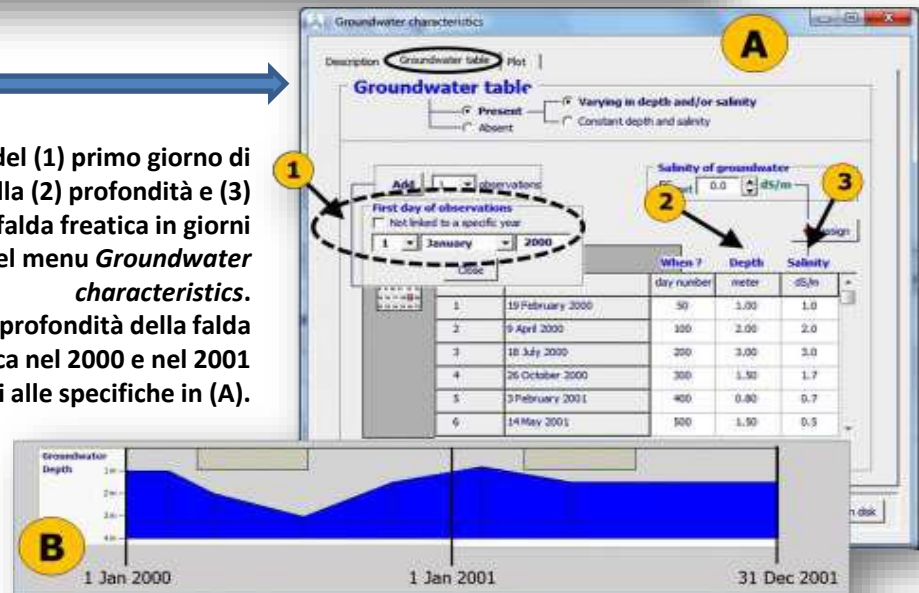 Groundwater characteristics
A
Description Groundwater table Plot
Groundwater table
Present
Varying in depth and/or salinity
Absent
Constant depth and salinity
del (1) primo giorno di
la (2) profondità e (3)
falda freatica in giorni
el menu Groundwater
characteristics.
profondità della falda
ca nel 2000 e nel 2001
i alle specifiche in (A).
1
Add observations
Salinity of groundwater
0.0 dS/m
2
3
First day of observations
Not linked to a specific year
1 January 2000
Close
When ? Depth Salinity
day number meter dS/m
1 19 February 2000 50 1.00 1.0
2 9 April 2000 100 2.00 2.0
3 18 July 2000 200 3.00 3.0
4 26 October 2000 300 1.50 1.7
5 3 February 2001 400 0.80 0.7
6 14 May 2001 500 1.50 0.5
n disk
Groundwater
Depth
1m
2m
3m
4m
B
1 Jan 2000 1 Jan 2001 31 Dec 2001